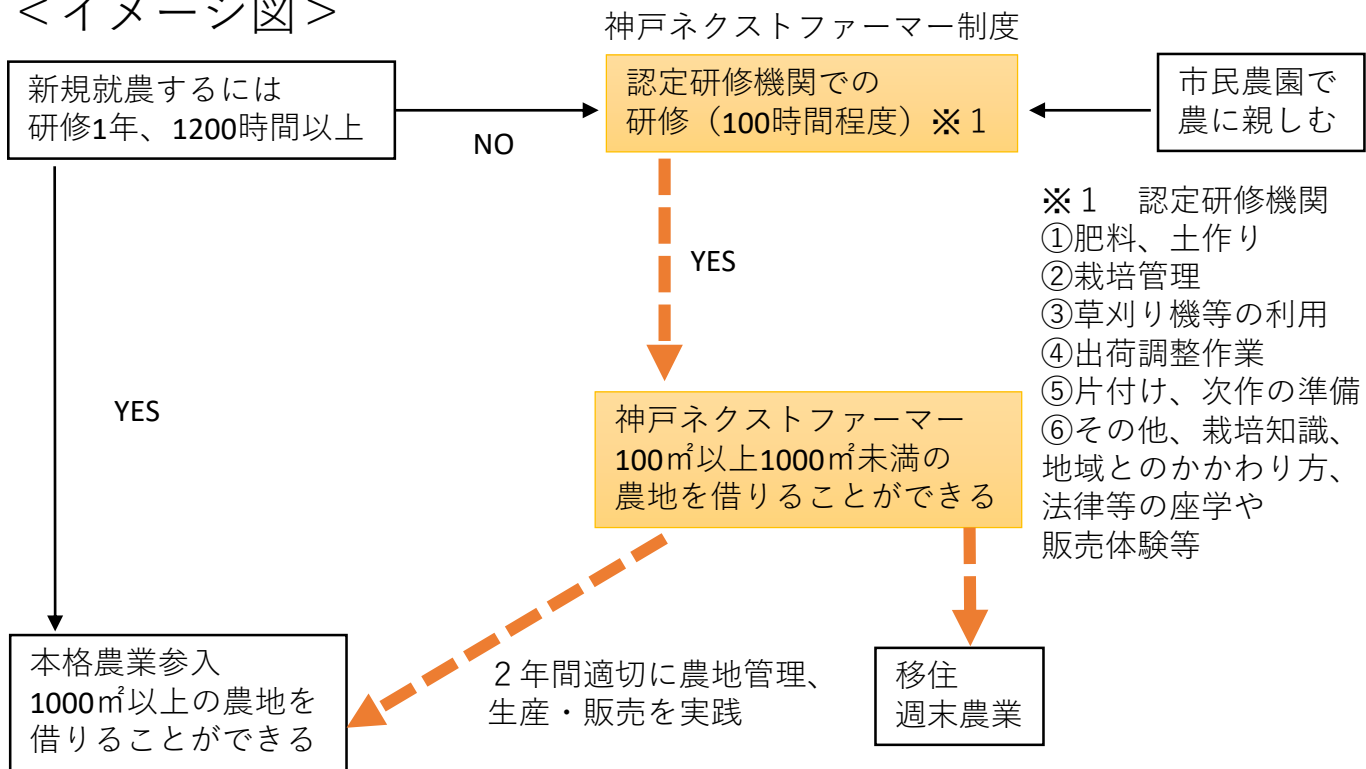 ＜イメージ図＞
神戸ネクストファーマー制度
新規就農するには
研修1年、1200時間以上
NO
認定研修機関での
研修（100時間程度）※１
市民農園で
農に親しむ
※１　認定研修機関
①肥料、土作り
②栽培管理
③草刈り機等の利用
④出荷調整作業
⑤片付け、次作の準備
⑥その他、栽培知識、
地域とのかかわり方、
法律等の座学や
販売体験等
YES
YES
神戸ネクストファーマー
100㎡以上1000㎡未満の
農地を借りることができる
本格農業参入
1000㎡以上の農地を
借りることができる
２年間適切に農地管理、
生産・販売を実践
移住
週末農業